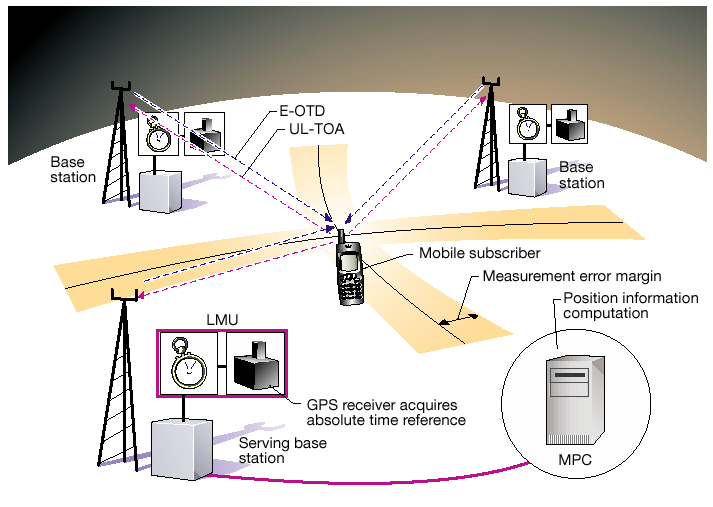 E-OTD
UL-TOA
Base
station
Base
station
Mobile subscriber
Measurement error margin
Position information
computation
LMU
GPS receiver acquires
absolute time reference
Serving base
station
MPC